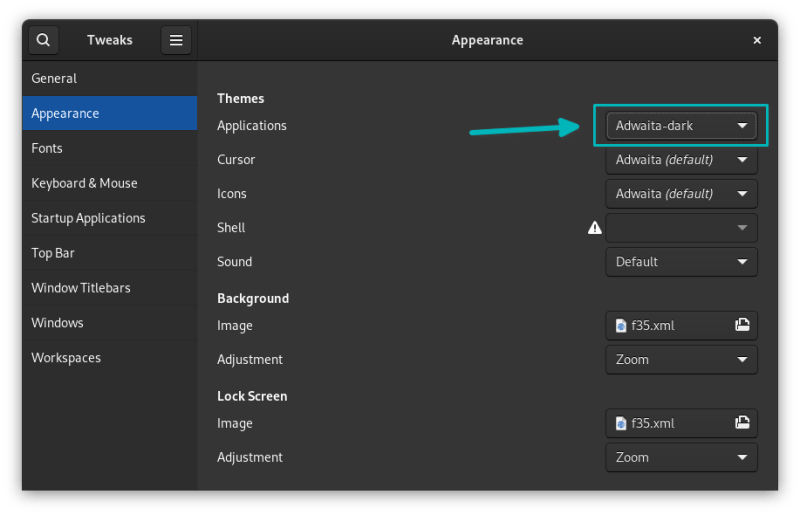 Tweaks
Appearance
General
Appearance
Fonts
Keyboard & Mouse
Startup Applications
Top Bar
Window Titlebars
Windows
Workspaces
Themes
Applications Adwaita-dark
Cursor Adwaita (default)
Icons Adwaita (default)
Shell
Sound Default
Background
Image f35.xml
Adjustment Zoom
Lock Screen
Image f35.xml
Adjustment Zoom